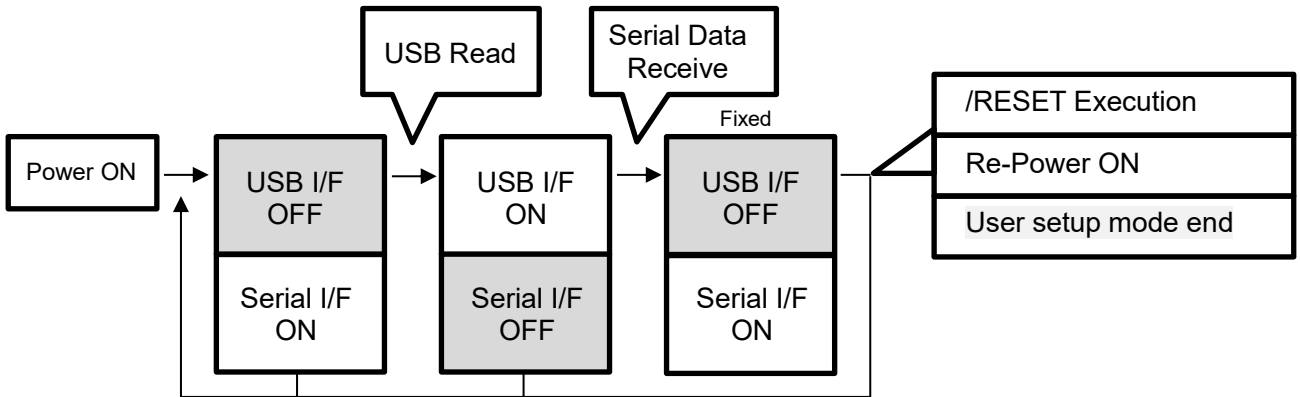 USB Read
Serial Data
Receive
Fixed
/RESET Execution
Re-Power ON
User setup mode end
Power ON
USB I/F
OFF
Serial I/F
ON
USB I/F
ON
Serial I/F
OFF
USB I/F
OFF
Serial I/F
ON